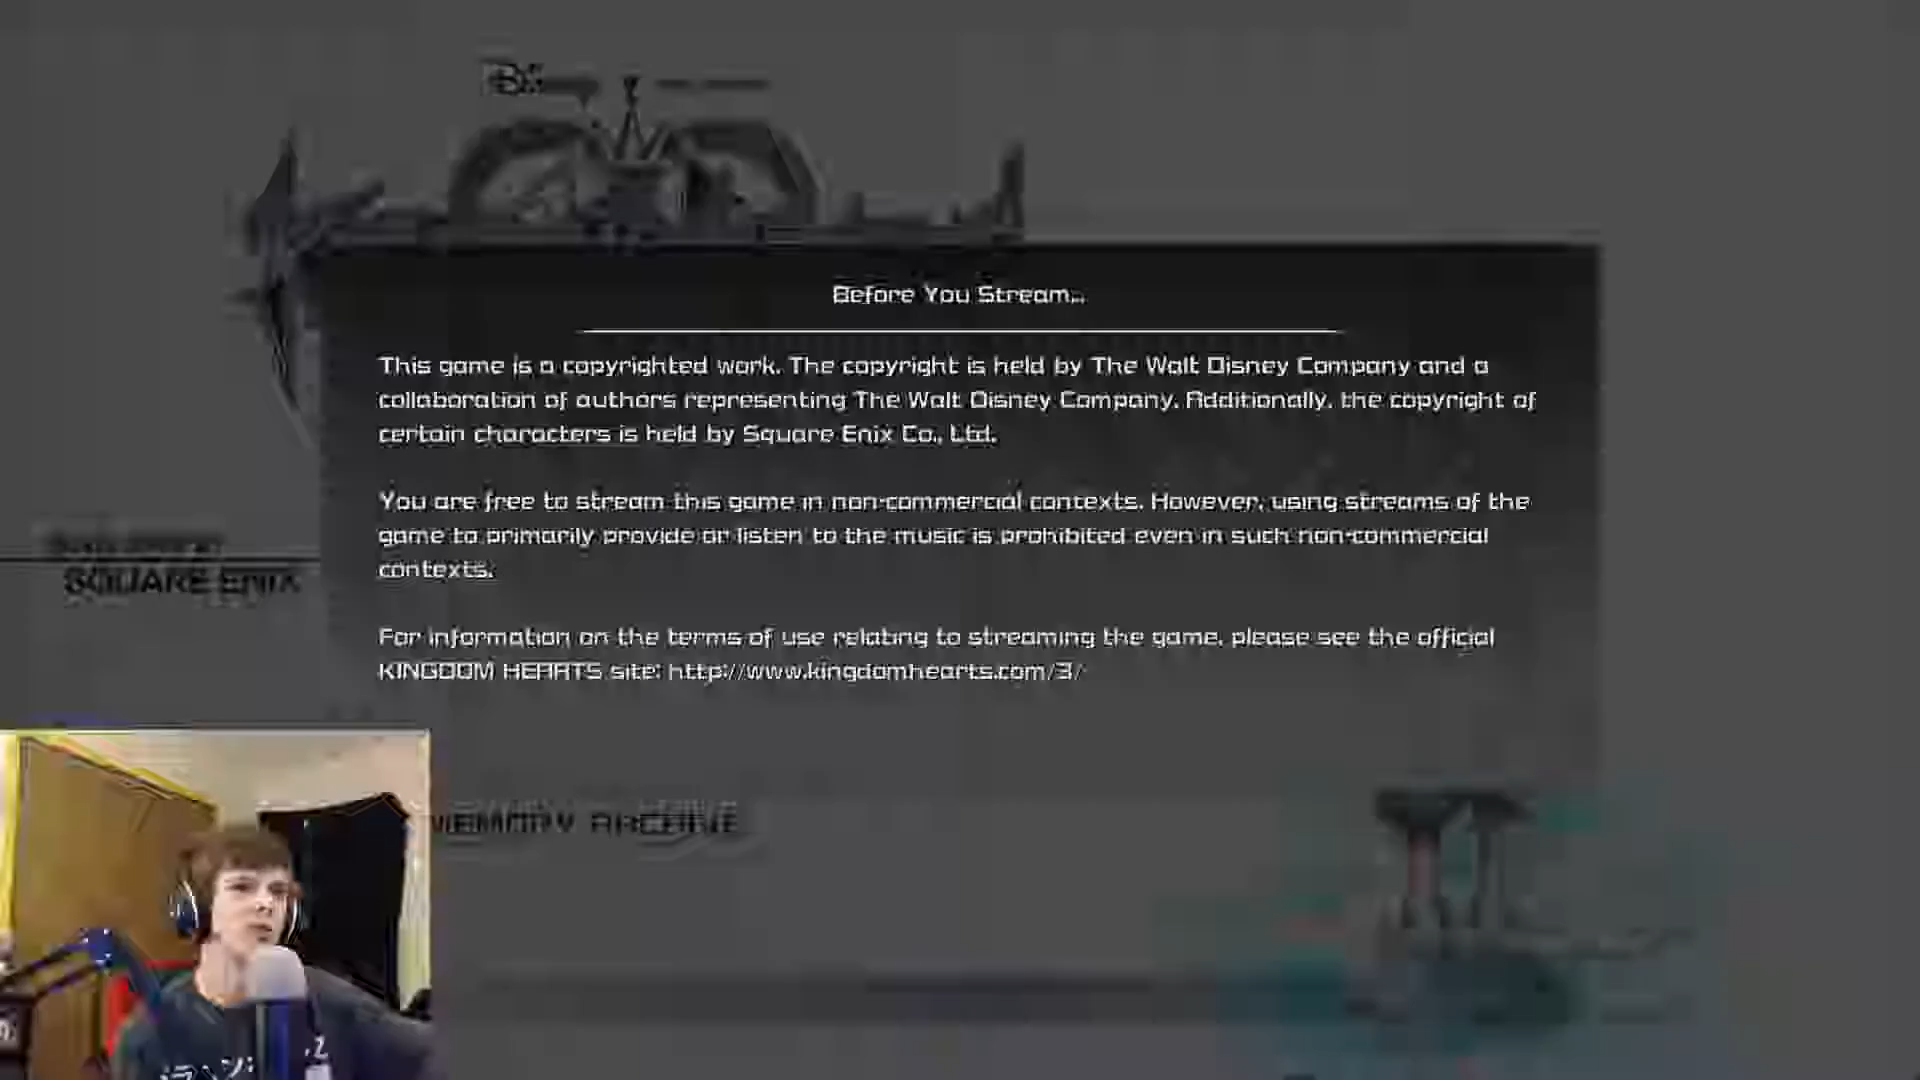 Before You Stream...
This game is a copyrighted work. The copyright is held by The Walt Disney Company and a
collaboration of authors representing The Walt Disney Company. Additionally, the copyright of
certain characters is held by Square Enix Co., Ltd.
You are free to stream this game in non-commercial contexts. However, using streams of the
game to primarily provide or listen to the music is prohibited even in such non-commercial
contexts.
SQUARE ENIX
For information on the terms of use relating to streaming the game, please see the official
KINGDOM HEARTS site: http://www.kingdomhearts.com/3/
MEMORY ARCHIVE